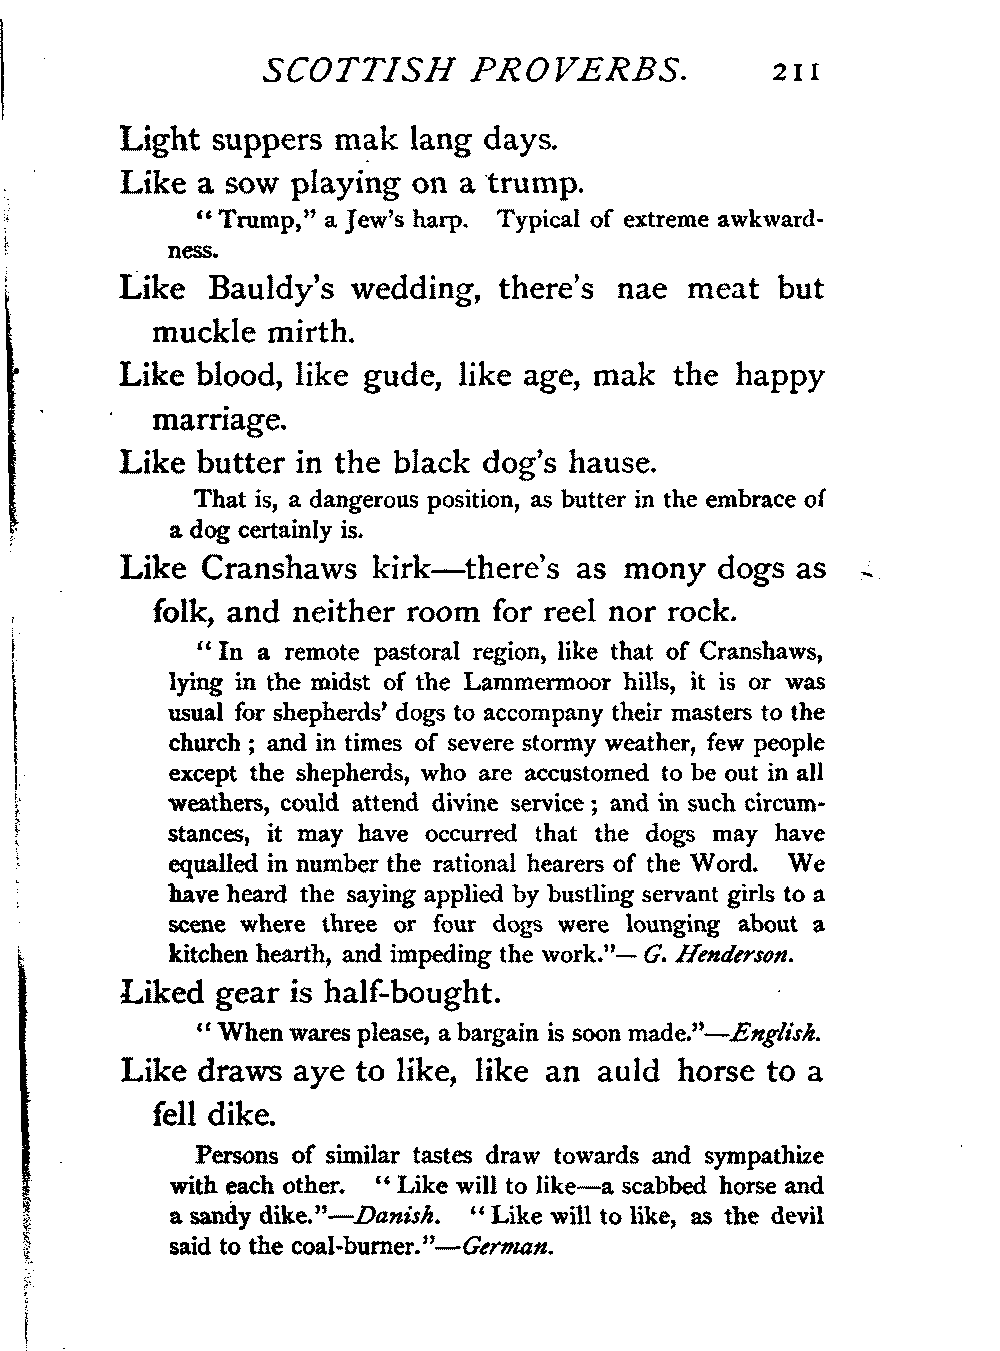 SCOTTISH PROVERBS. 211
Light suppers mak lang days.
Like a sow playing on a trump.
“Trump,” a Jew’s harp. Typical of extreme awkward-
ness.
Like Bauldy’s wedding, there’s nae meat but
muckle mirth.
Like blood, like gude, like age, mak the happy
marriage.
Like butter in the black dog’s hause.
That is, a dangerous position, as butter in the embrace of
a dog certainly is.
Like Cranshaws kirk—there’s as mony dogs as
folk, and neither room for reel nor rock.
“In a remote pastoral region, like that of Cranshaws,
lying in the midst of the Lammermoor hills, it is or was
usual for shepherds’ dogs to accompany their masters to the
church; and in times of severe stormy weather, few people
except the shepherds, who are accustomed to be out in all
weathers, could attend divine service; and in such circum-
stances, it may have occurred that the dogs may have
equalled in number the rational hearers of the Word. We
have heard the saying applied by bustling servant girls to a
scene where three or four dogs were lounging about a
kitchen hearth, and impeding the work.”—G. Henderson.
Liked gear is half-bought.
“When wares please, a bargain is soon made.”—English.
Like draws aye to like, like an auld horse to a
fell dike.
Persons of similar tastes draw towards and sympathize
with each other. “Like will to like—a scabbed horse and
a sandy dike.”—Danish. “Like will to like, as the devil
said to the coal-burner.”—German.